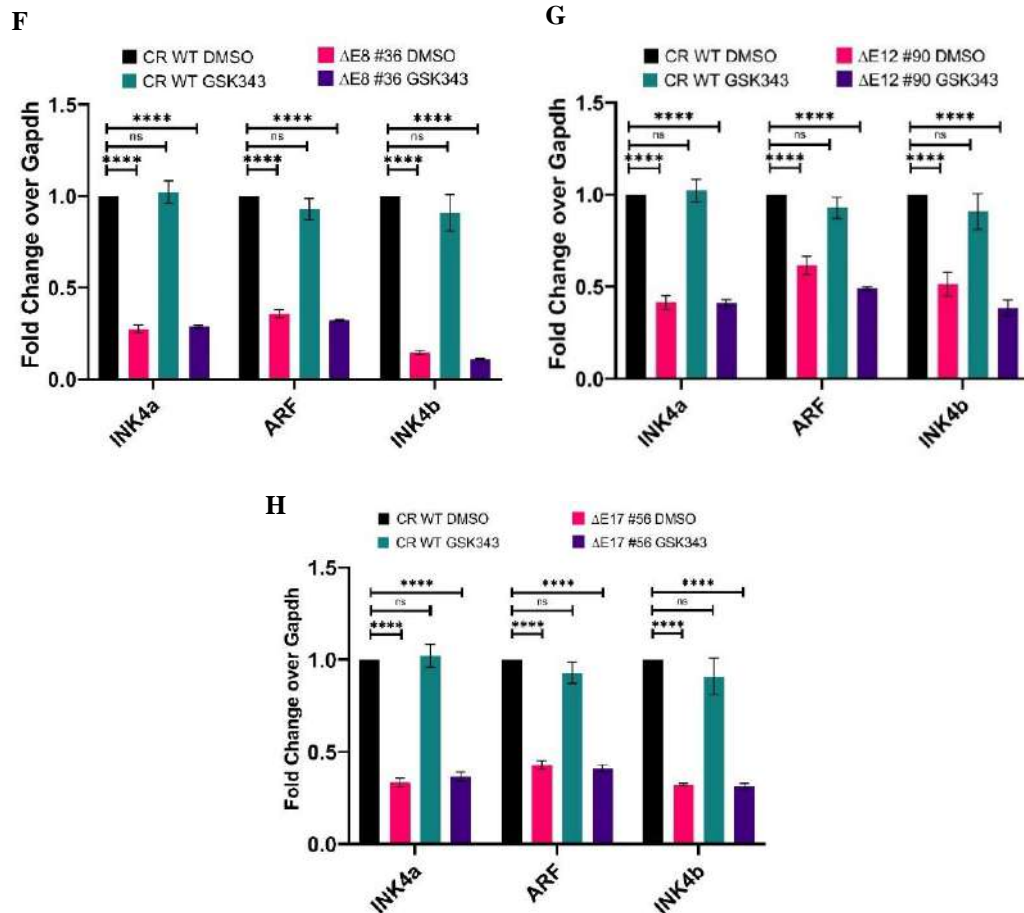 F
CR WT DMSO ΔE8 #36 DMSO
CR WT GSK343 ΔE8 #36 GSK343
Fold Change over Gapdh
1.5
1.0
0.5
0.0
**** **** ****
ns ns ns
**** **** ****
INK4a ARF INK4b
G
CR WT DMSO ΔE12 #90 DMSO
CR WT GSK343 ΔE12 #90 GSK343
Fold Change over Gapdh
1.5
1.0
0.5
0.0
**** **** ****
ns ns ns
**** **** ****
INK4a ARF INK4b
H
CR WT DMSO ΔE17 #56 DMSO
CR WT GSK343 ΔE17 #56 GSK343
Fold Change over Gapdh
1.5
1.0
0.5
0.0
**** **** ****
ns ns ns
**** **** ****
INK4a ARF INK4b